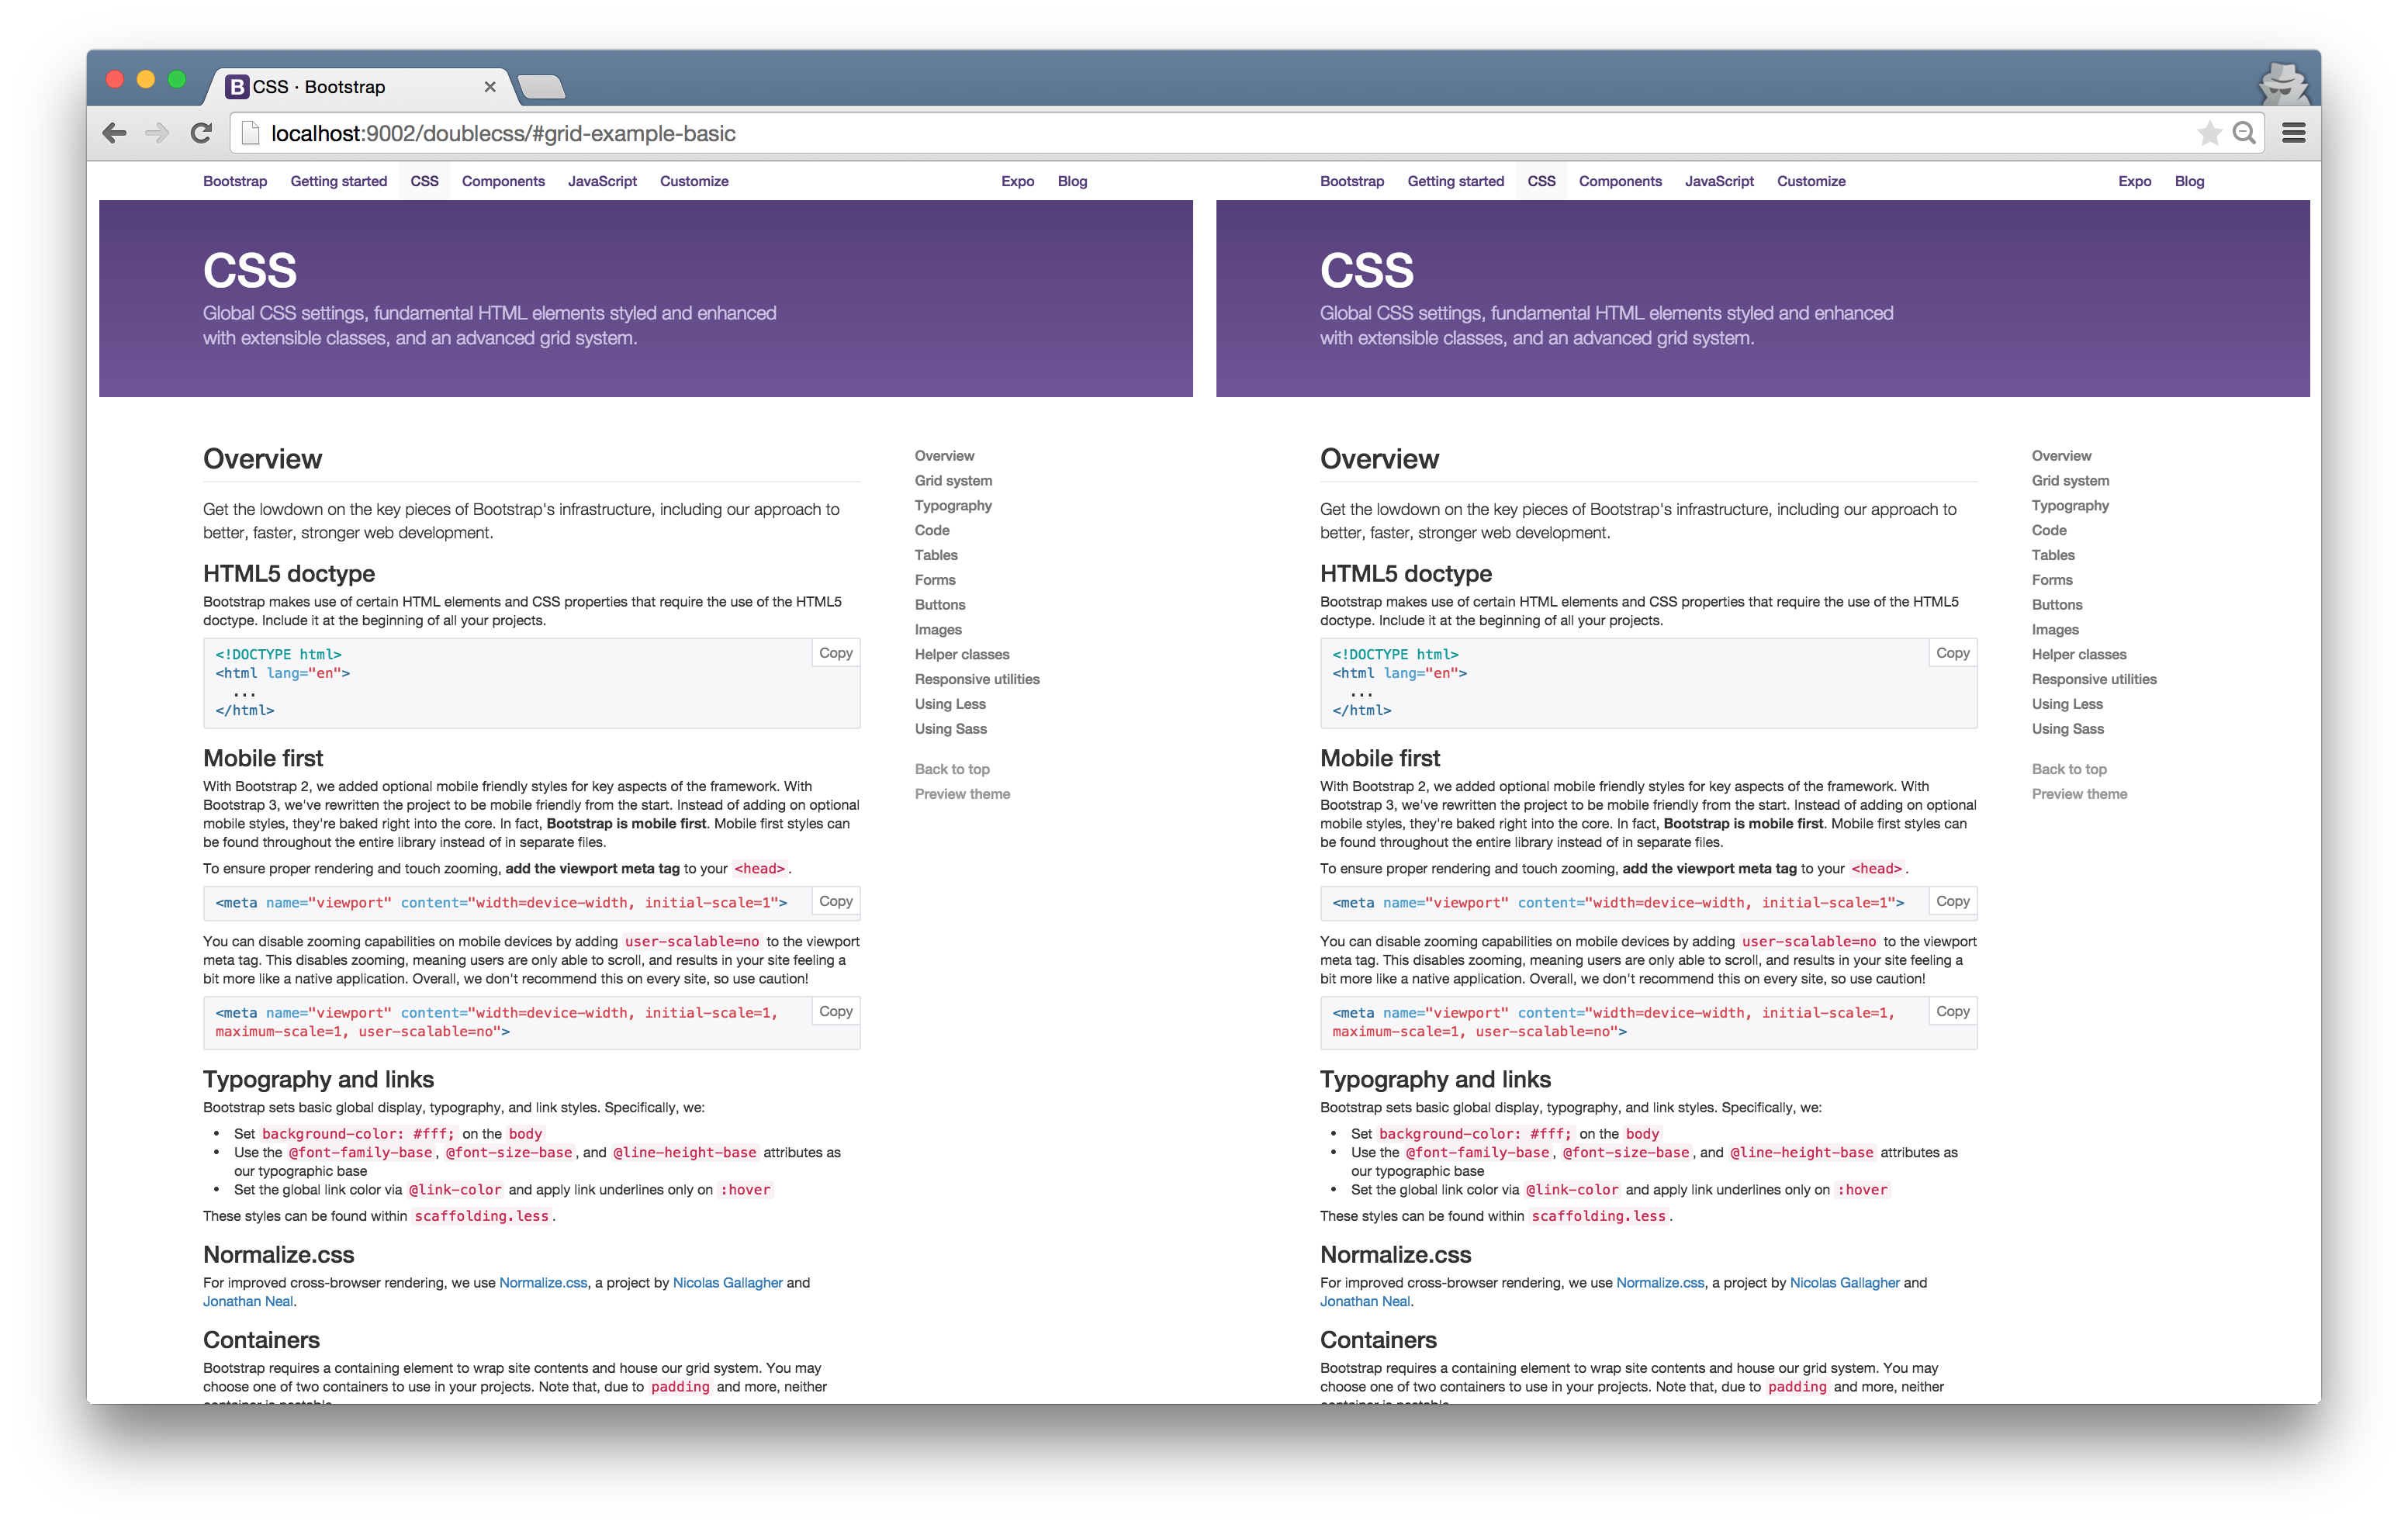 CSS · Bootstrap
localhost:9002/doublecss/#grid-example-basic
Bootstrap Getting started CSS Components JavaScript Customize Expo Blog
CSS
Global CSS settings, fundamental HTML elements styled and enhanced
with extensible classes, and an advanced grid system.
Overview
Get the lowdown on the key pieces of Bootstrap's infrastructure, including our approach to
better, faster, stronger web development.
HTML5 doctype
Bootstrap makes use of certain HTML elements and CSS properties that require the use of the HTML5
doctype. Include it at the beginning of all your projects.
Copy
<!DOCTYPE html>
<html lang="en">
...
</html>
Mobile first
With Bootstrap 2, we added optional mobile friendly styles for key aspects of the framework. With
Bootstrap 3, we've rewritten the project to be mobile friendly from the start. Instead of adding on optional
mobile styles, they're baked right into the core. In fact, Bootstrap is mobile first. Mobile first styles can
be found throughout the entire library instead of in separate files.
To ensure proper rendering and touch zooming, add the viewport meta tag to your <head>.
Copy
<meta name="viewport" content="width=device-width, initial-scale=1">
You can disable zooming capabilities on mobile devices by adding user-scalable=no to the viewport
meta tag. This disables zooming, meaning users are only able to scroll, and results in your site feeling a
bit more like a native application. Overall, we don't recommend this on every site, so use caution!
Copy
<meta name="viewport" content="width=device-width, initial-scale=1,
maximum-scale=1, user-scalable=no">
Typography and links
Bootstrap sets basic global display, typography, and link styles. Specifically, we:
• Set background-color: #fff; on the body
• Use the @font-family-base, @font-size-base, and @line-height-base attributes as
our typographic base
• Set the global link color via @link-color and apply link underlines only on :hover
These styles can be found within scaffolding.less.
Normalize.css
For improved cross-browser rendering, we use Normalize.css, a project by Nicolas Gallagher and
Jonathan Neal.
Containers
Bootstrap requires a containing element to wrap site contents and house our grid system. You may
choose one of two containers to use in your projects. Note that, due to padding and more, neither
container is nestable.
Overview
Grid system
Typography
Code
Tables
Forms
Buttons
Images
Helper classes
Responsive utilities
Using Less
Using Sass
Back to top
Preview theme
Bootstrap Getting started CSS Components JavaScript Customize Expo Blog
CSS
Global CSS settings, fundamental HTML elements styled and enhanced
with extensible classes, and an advanced grid system.
Overview
Get the lowdown on the key pieces of Bootstrap's infrastructure, including our approach to
better, faster, stronger web development.
HTML5 doctype
Bootstrap makes use of certain HTML elements and CSS properties that require the use of the HTML5
doctype. Include it at the beginning of all your projects.
Copy
<!DOCTYPE html>
<html lang="en">
...
</html>
Mobile first
With Bootstrap 2, we added optional mobile friendly styles for key aspects of the framework. With
Bootstrap 3, we've rewritten the project to be mobile friendly from the start. Instead of adding on optional
mobile styles, they're baked right into the core. In fact, Bootstrap is mobile first. Mobile first styles can
be found throughout the entire library instead of in separate files.
To ensure proper rendering and touch zooming, add the viewport meta tag to your <head>.
Copy
<meta name="viewport" content="width=device-width, initial-scale=1">
You can disable zooming capabilities on mobile devices by adding user-scalable=no to the viewport
meta tag. This disables zooming, meaning users are only able to scroll, and results in your site feeling a
bit more like a native application. Overall, we don't recommend this on every site, so use caution!
Copy
<meta name="viewport" content="width=device-width, initial-scale=1,
maximum-scale=1, user-scalable=no">
Typography and links
Bootstrap sets basic global display, typography, and link styles. Specifically, we:
• Set background-color: #fff; on the body
• Use the @font-family-base, @font-size-base, and @line-height-base attributes as
our typographic base
• Set the global link color via @link-color and apply link underlines only on :hover
These styles can be found within scaffolding.less.
Normalize.css
For improved cross-browser rendering, we use Normalize.css, a project by Nicolas Gallagher and
Jonathan Neal.
Containers
Bootstrap requires a containing element to wrap site contents and house our grid system. You may
choose one of two containers to use in your projects. Note that, due to padding and more, neither
container is nestable.
Overview
Grid system
Typography
Code
Tables
Forms
Buttons
Images
Helper classes
Responsive utilities
Using Less
Using Sass
Back to top
Preview theme